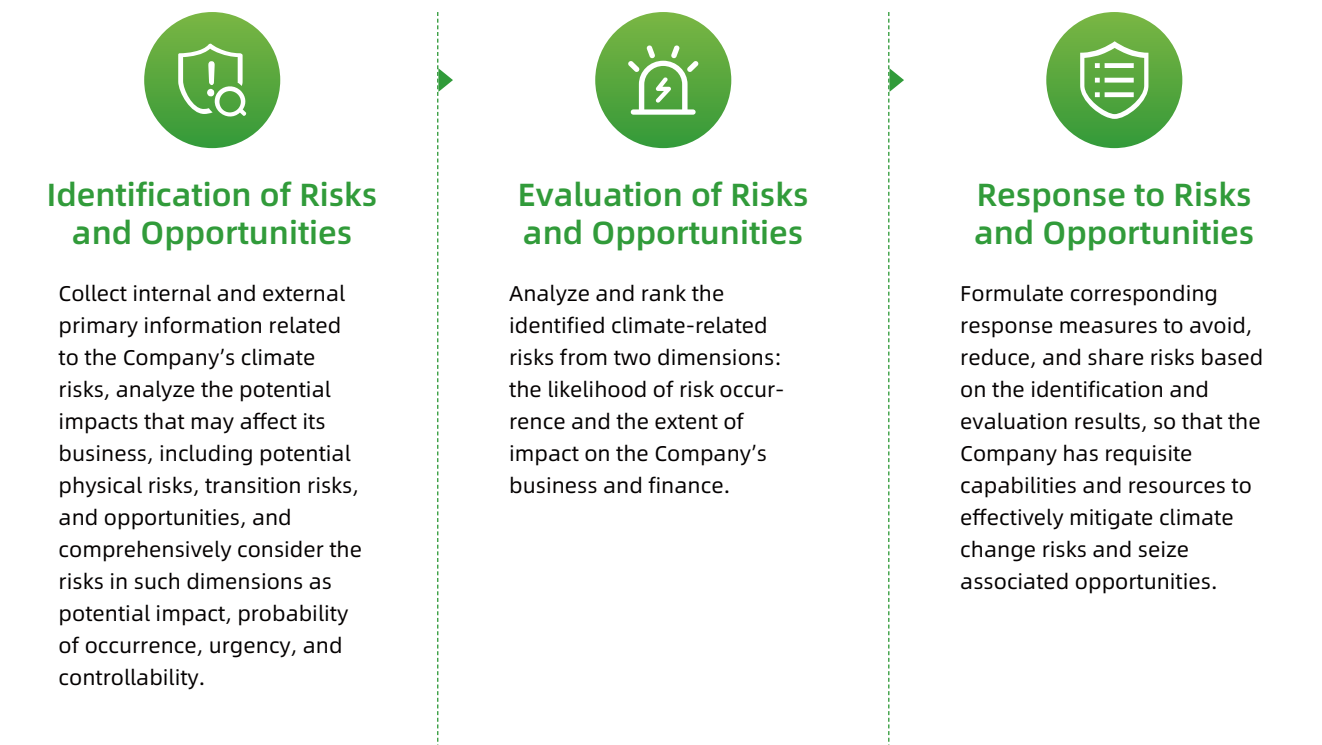 Identification of Risks
and Opportunities
Collect internal and external
primary information related
to the Company’s climate
risks, analyze the potential
impacts that may affect its
business, including potential
physical risks, transition risks,
and opportunities, and
comprehensively consider the
risks in such dimensions as
potential impact, probability
of occurrence, urgency, and
controllability.
Evaluation of Risks
and Opportunities
Analyze and rank the
identified climate-related
risks from two dimensions:
the likelihood of risk occur-
rence and the extent of
impact on the Company’s
business and finance.
Response to Risks
and Opportunities
Formulate corresponding
response measures to avoid,
reduce, and share risks based
on the identification and
evaluation results, so that the
Company has requisite
capabilities and resources to
effectively mitigate climate
change risks and seize
associated opportunities.